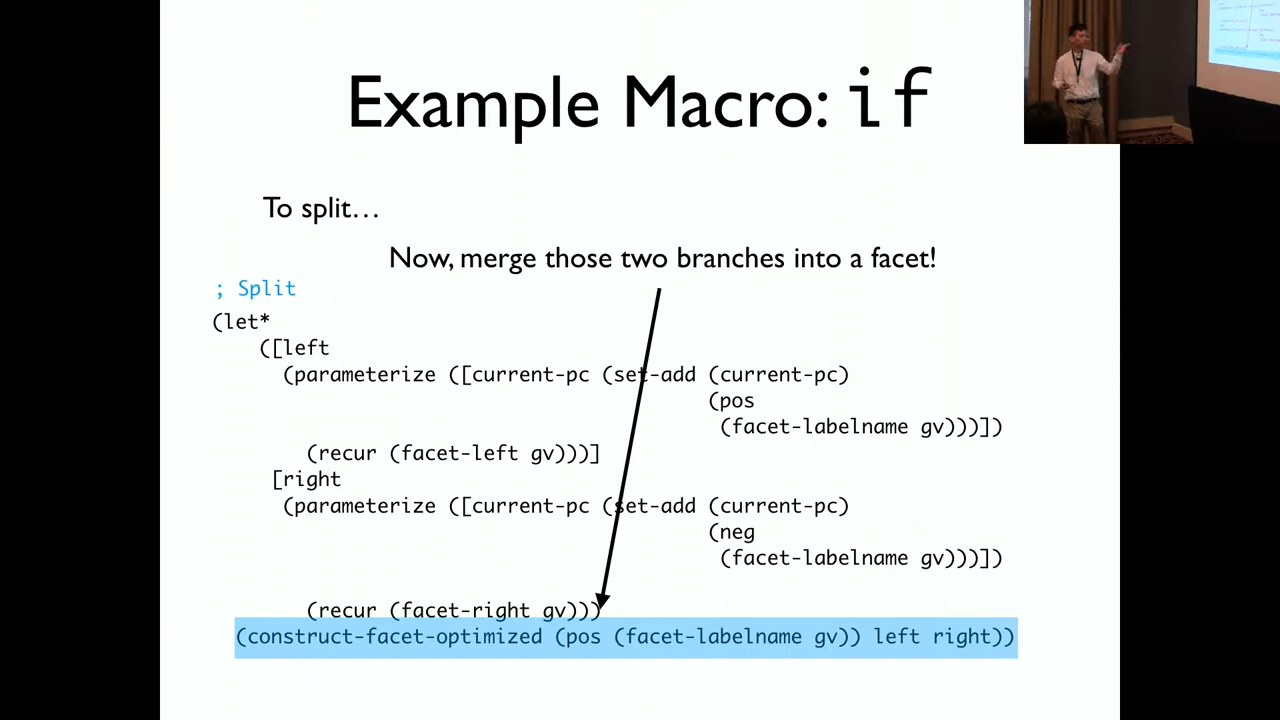 Example Macro: if
To split…
Now, merge those two branches into a facet!
; Split
(let*
([left
(parameterize ([current-pc (set-add (current-pc)
(pos
(facet-labelname gv)))])
(recur (facet-left gv)))]
[right
(parameterize ([current-pc (set-add (current-pc)
(neg
(facet-labelname gv)))])
(recur (facet-right gv)))
(construct-facet-optimized (pos (facet-labelname gv)) left right))